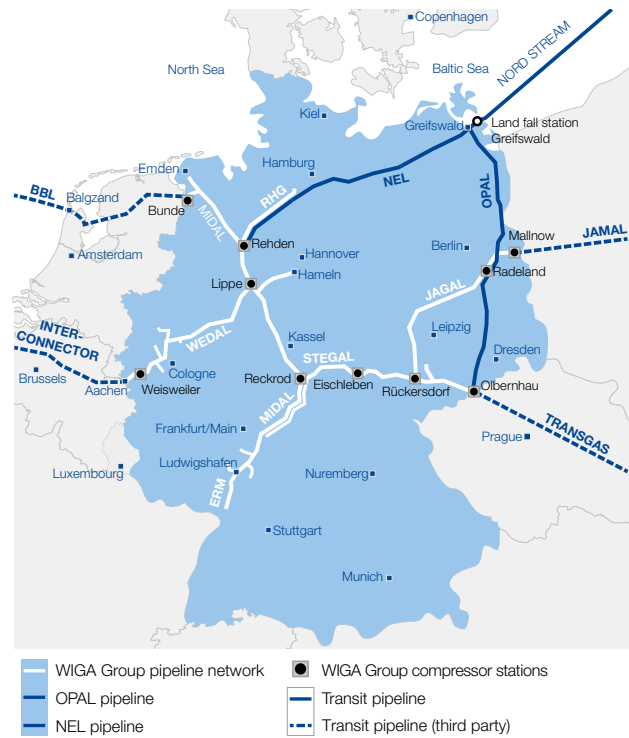 Copenhagen
North Sea
Baltic Sea
NORD STREAM
Kiel
Greifswald
Land fall station
Greifswald
Emden
Hamburg
NEL
RHG
OPAL
BBL
Balgzand
Bunde
MIDAL
Mallnow
JAMAL
Rehden
Hannover
Berlin
Amsterdam
Lippe
Hameln
Radeland
JAGAL
INTER-
CONNECTOR
WEDAL
Kassel
Leipzig
STEGAL
Dresden
Brussels
Cologne
Aachen
Weisweiler
Reckrod
Eischleben
Rückersdorf
Olbernhau
MIDAL
TRANSGAS
Frankfurt/Main
Prague
Luxembourg
Ludwigshafen
Nuremberg
ERM
Stuttgart
Munich
WIGA Group pipeline network
WIGA Group compressor stations
OPAL pipeline
Transit pipeline
NEL pipeline
Transit pipeline (third party)